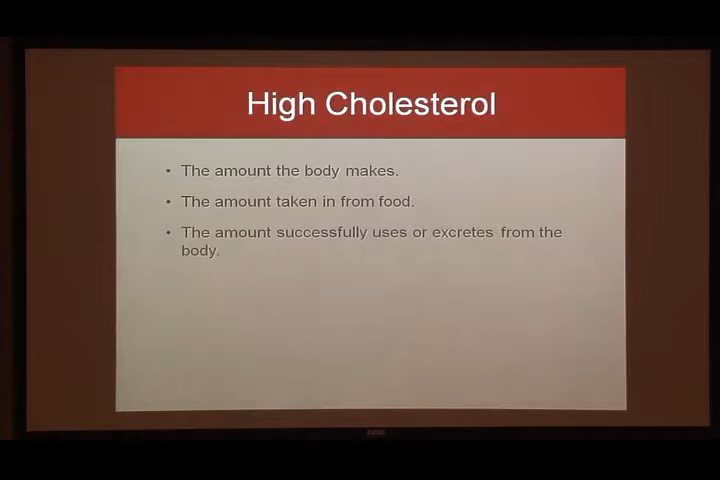 High Cholesterol
• The amount the body makes.
• The amount taken in from food.
• The amount successfully uses or excretes from the
body.